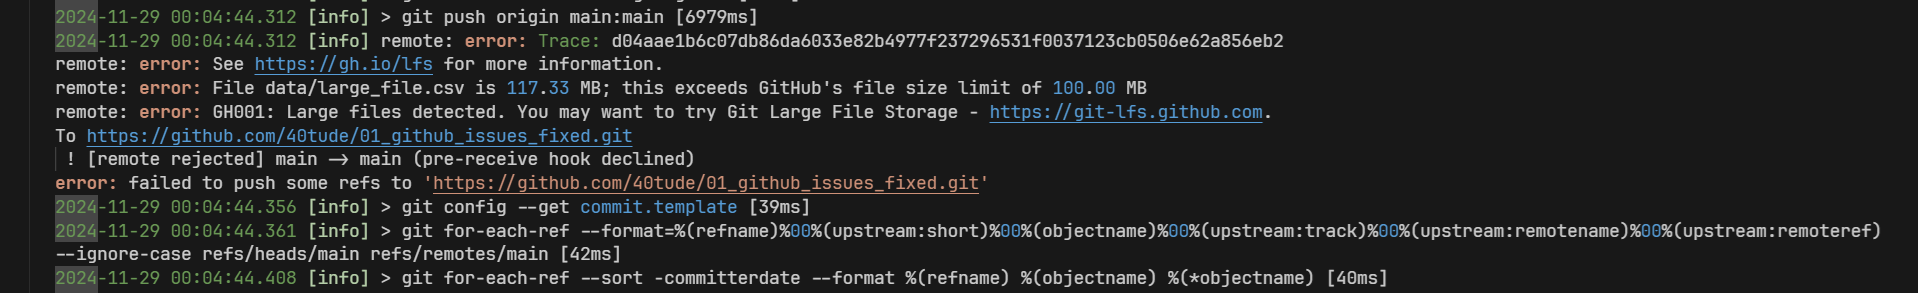 2024-11-29 00:04:44.312 [info] > git push origin main:main [6979ms]
2024-11-29 00:04:44.312 [info] remote: error: Trace: d04aae1b6c07db86da6033e82b4977f237296531f0037123cb0506e62a856eb2
remote: error: See https://gh.io/lfs for more information.
remote: error: File data/large_file.csv is 117.33 MB; this exceeds GitHub's file size limit of 100.00 MB
remote: error: GH001: Large files detected. You may want to try Git Large File Storage - https://git-lfs.github.com.
To https://github.com/40tude/01_github_issues_fixed.git
 ! [remote rejected] main -> main (pre-receive hook declined)
error: failed to push some refs to 'https://github.com/40tude/01_github_issues_fixed.git'
2024-11-29 00:04:44.356 [info] > git config --get commit.template [39ms]
2024-11-29 00:04:44.361 [info] > git for-each-ref --format=%(refname)%00%(upstream:short)%00%(objectname)%00%(upstream:track)%00%(upstream:remotename)%00%(upstream:remoteref)
--ignore-case refs/heads/main refs/remotes/main [42ms]
2024-11-29 00:04:44.408 [info] > git for-each-ref --sort -committerdate --format %(refname) %(objectname) %(*objectname) [40ms]